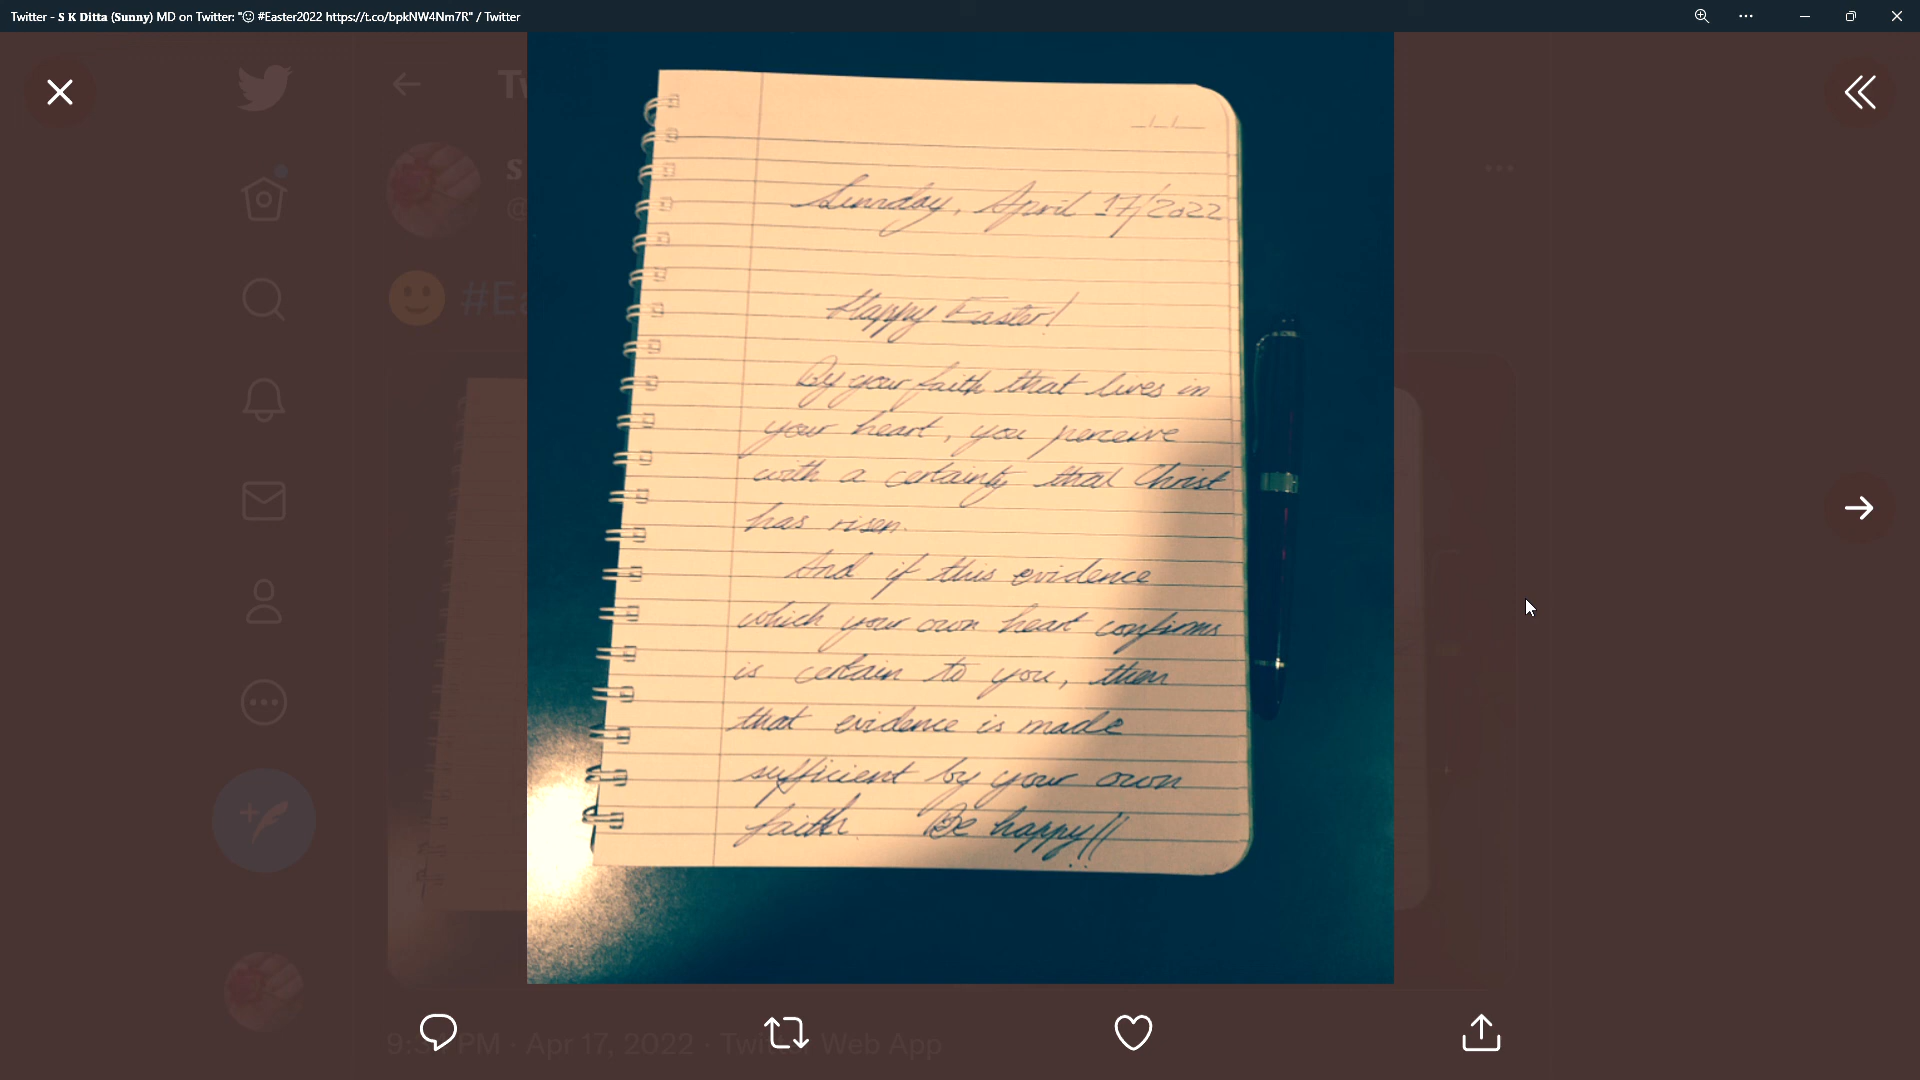 Twitter - S K Ditta (Sunny) MD on Twitter: "☺ #Easter2022 https://t.co/bpkNW4Nm7R" / Twitter
Sunday, April 17/2022
Happy Easter!
By your faith that lives in
your heart, you perceive
with a certainty that Christ
has risen.
And if this evidence
which your own heart confirms
is certain to you, then
that evidence is made
sufficient by your own
faith. Be happy!!
PM · Apr 17, 2022 · Twitter Web App